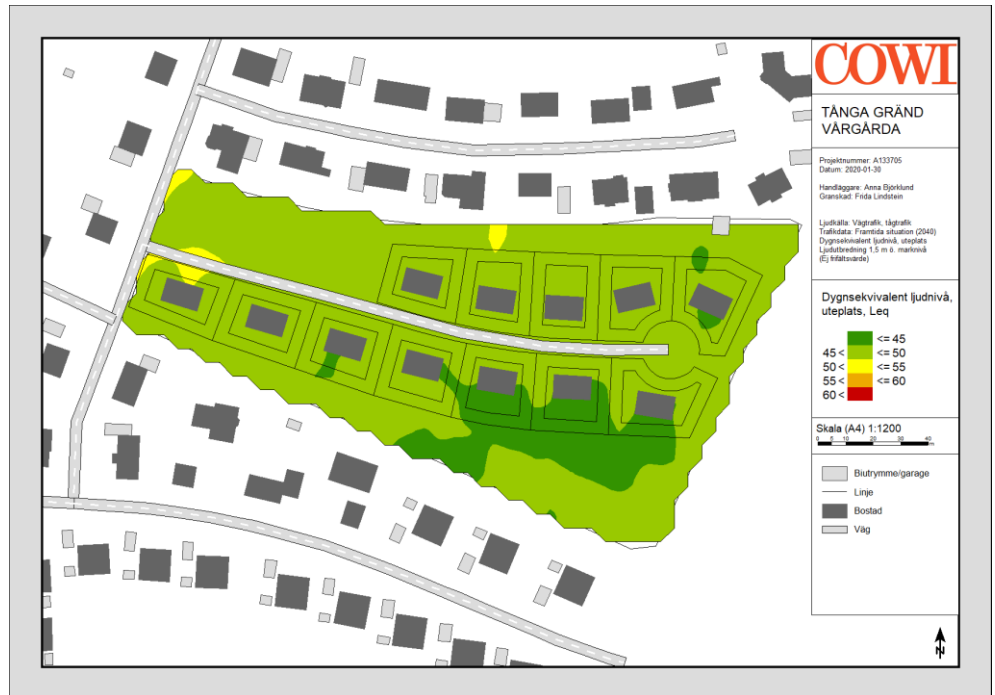 COWI
TÅNGA GRÄND
VÅRGÅRDA
Projektnummer: A133705
Datum: 2020-01-30
Handläggare: Anna Björklund
Granskad: Frida Lindstein
Ljudkälla: Vägtrafik, tågtrafik
Trafikdata: Framtida situation (2040)
Dygnsekvivalent ljudnivå, uteplats
Ljudutbredning 1,5 m ö. marknivå
(Ej frifältsvärde)
Dygnsekvivalent ljudnivå,
uteplats, Leq
<= 45
45 < <= 50
50 < <= 55
55 < <= 60
60 <
Skala (A4) 1:1200
0 5 10 20 30 40
m
Biutrymme/garage
Linje
Bostad
Väg
N